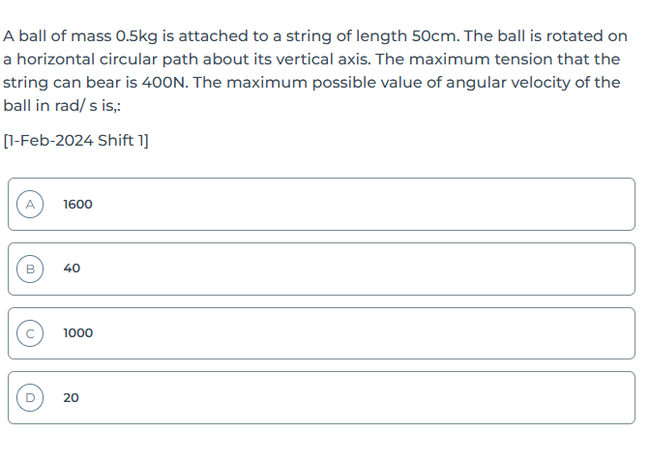 A ball of mass 0.5kg is attached to a string of length 50cm. The ball is rotated on
a horizontal circular path about its vertical axis. The maximum tension that the
string can bear is 400N. The maximum possible value of angular velocity of the
ball in rad/ s is,:
[1-Feb-2024 Shift 1]
A 1600
B 40
C 1000
D 20